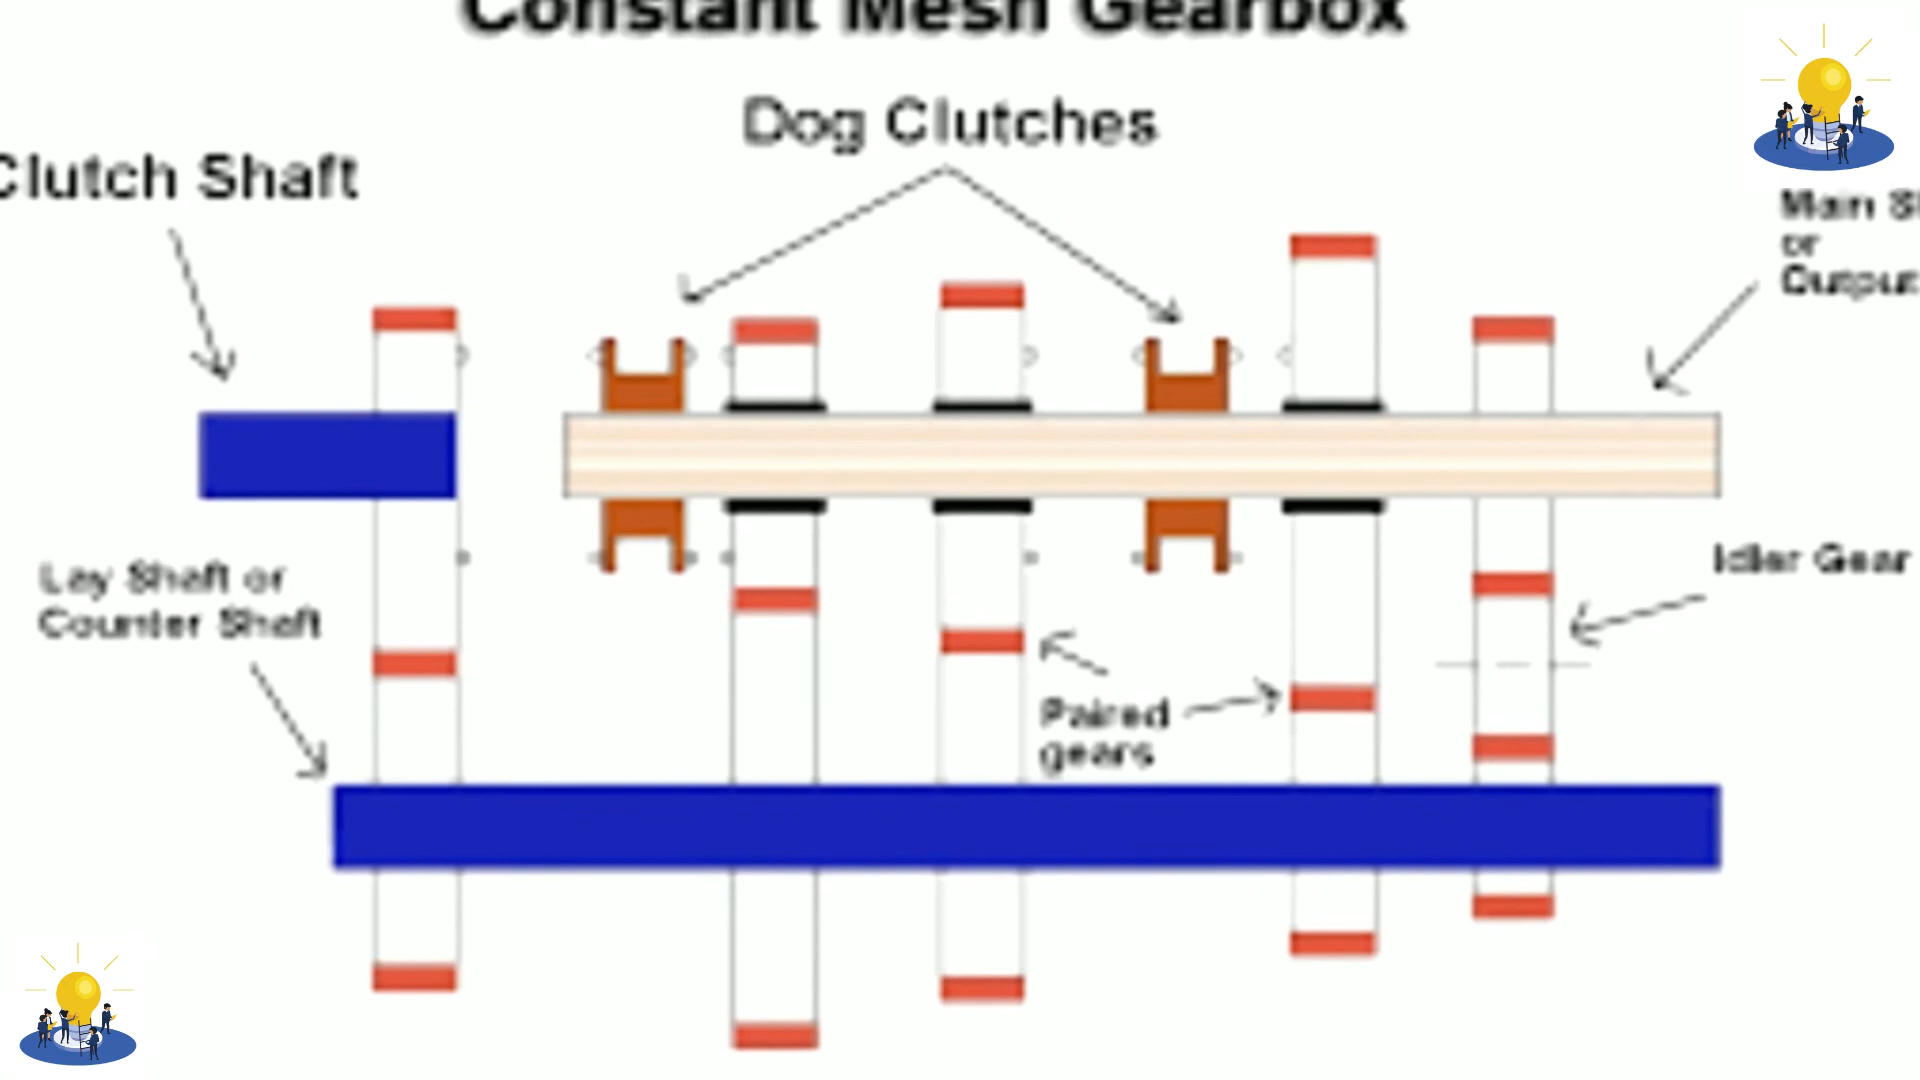 Constant Mesh Gearbox
Dog Clutches
Clutch Shaft
Main S
or
Output
Lay Shaft or
Counter Shaft
Idler Gear
Paired
gears